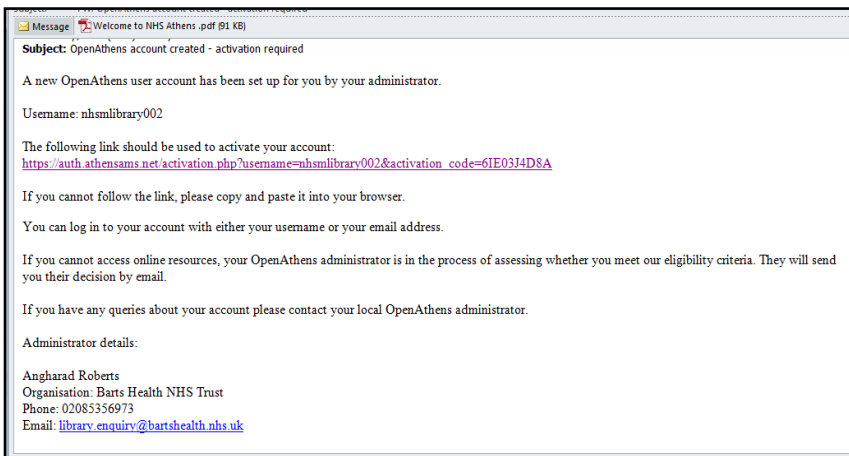 Message Welcome to NHS Athens .pdf (91 KB)
Subject: OpenAthens account created - activation required
A new OpenAthens user account has been set up for you by your administrator.
Username: nhsmlibrary002
The following link should be used to activate your account:
https://auth.athensams.net/activation.php?username=nhsmlibrary002&activation_code=6IE03J4D8A
If you cannot follow the link, please copy and paste it into your browser.
You can log in to your account with either your username or your email address.
If you cannot access online resources, your OpenAthens administrator is in the process of assessing whether you meet our eligibility criteria. They will send
you their decision by email.
If you have any queries about your account please contact your local OpenAthens administrator.
Administrator details:
Angharad Roberts
Organisation: Barts Health NHS Trust
Phone: 02085356973
Email: library.enquiry@bartshealth.nhs.uk